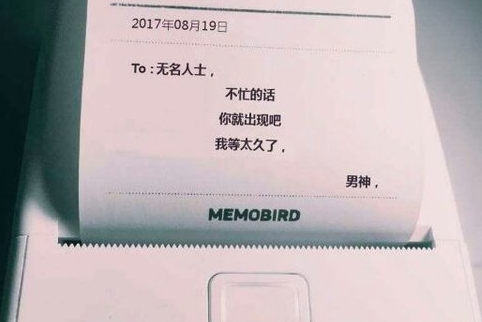 2017年08月19日
To：无名人士，
不忙的话
你就出现吧
我等太久了，
男神，
MEMOBIRD